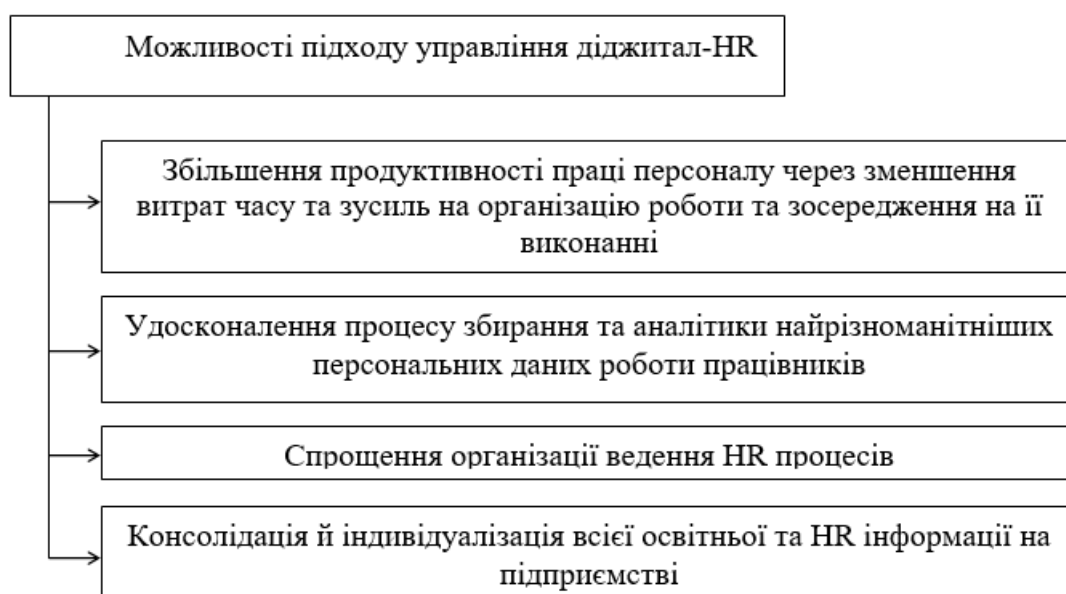 Можливості підходу управління діджитал-HR
Збільшення продуктивності праці персоналу через зменшення
витрат часу та зусиль на організацію роботи та зосередження на її
виконанні
Удосконалення процесу збирання та аналітики найрізноманітніших
персональних даних роботи працівників
Спрощення організації ведення HR процесів
Консолідація й індивідуалізація всієї освітньої та HR інформації на
підприємстві